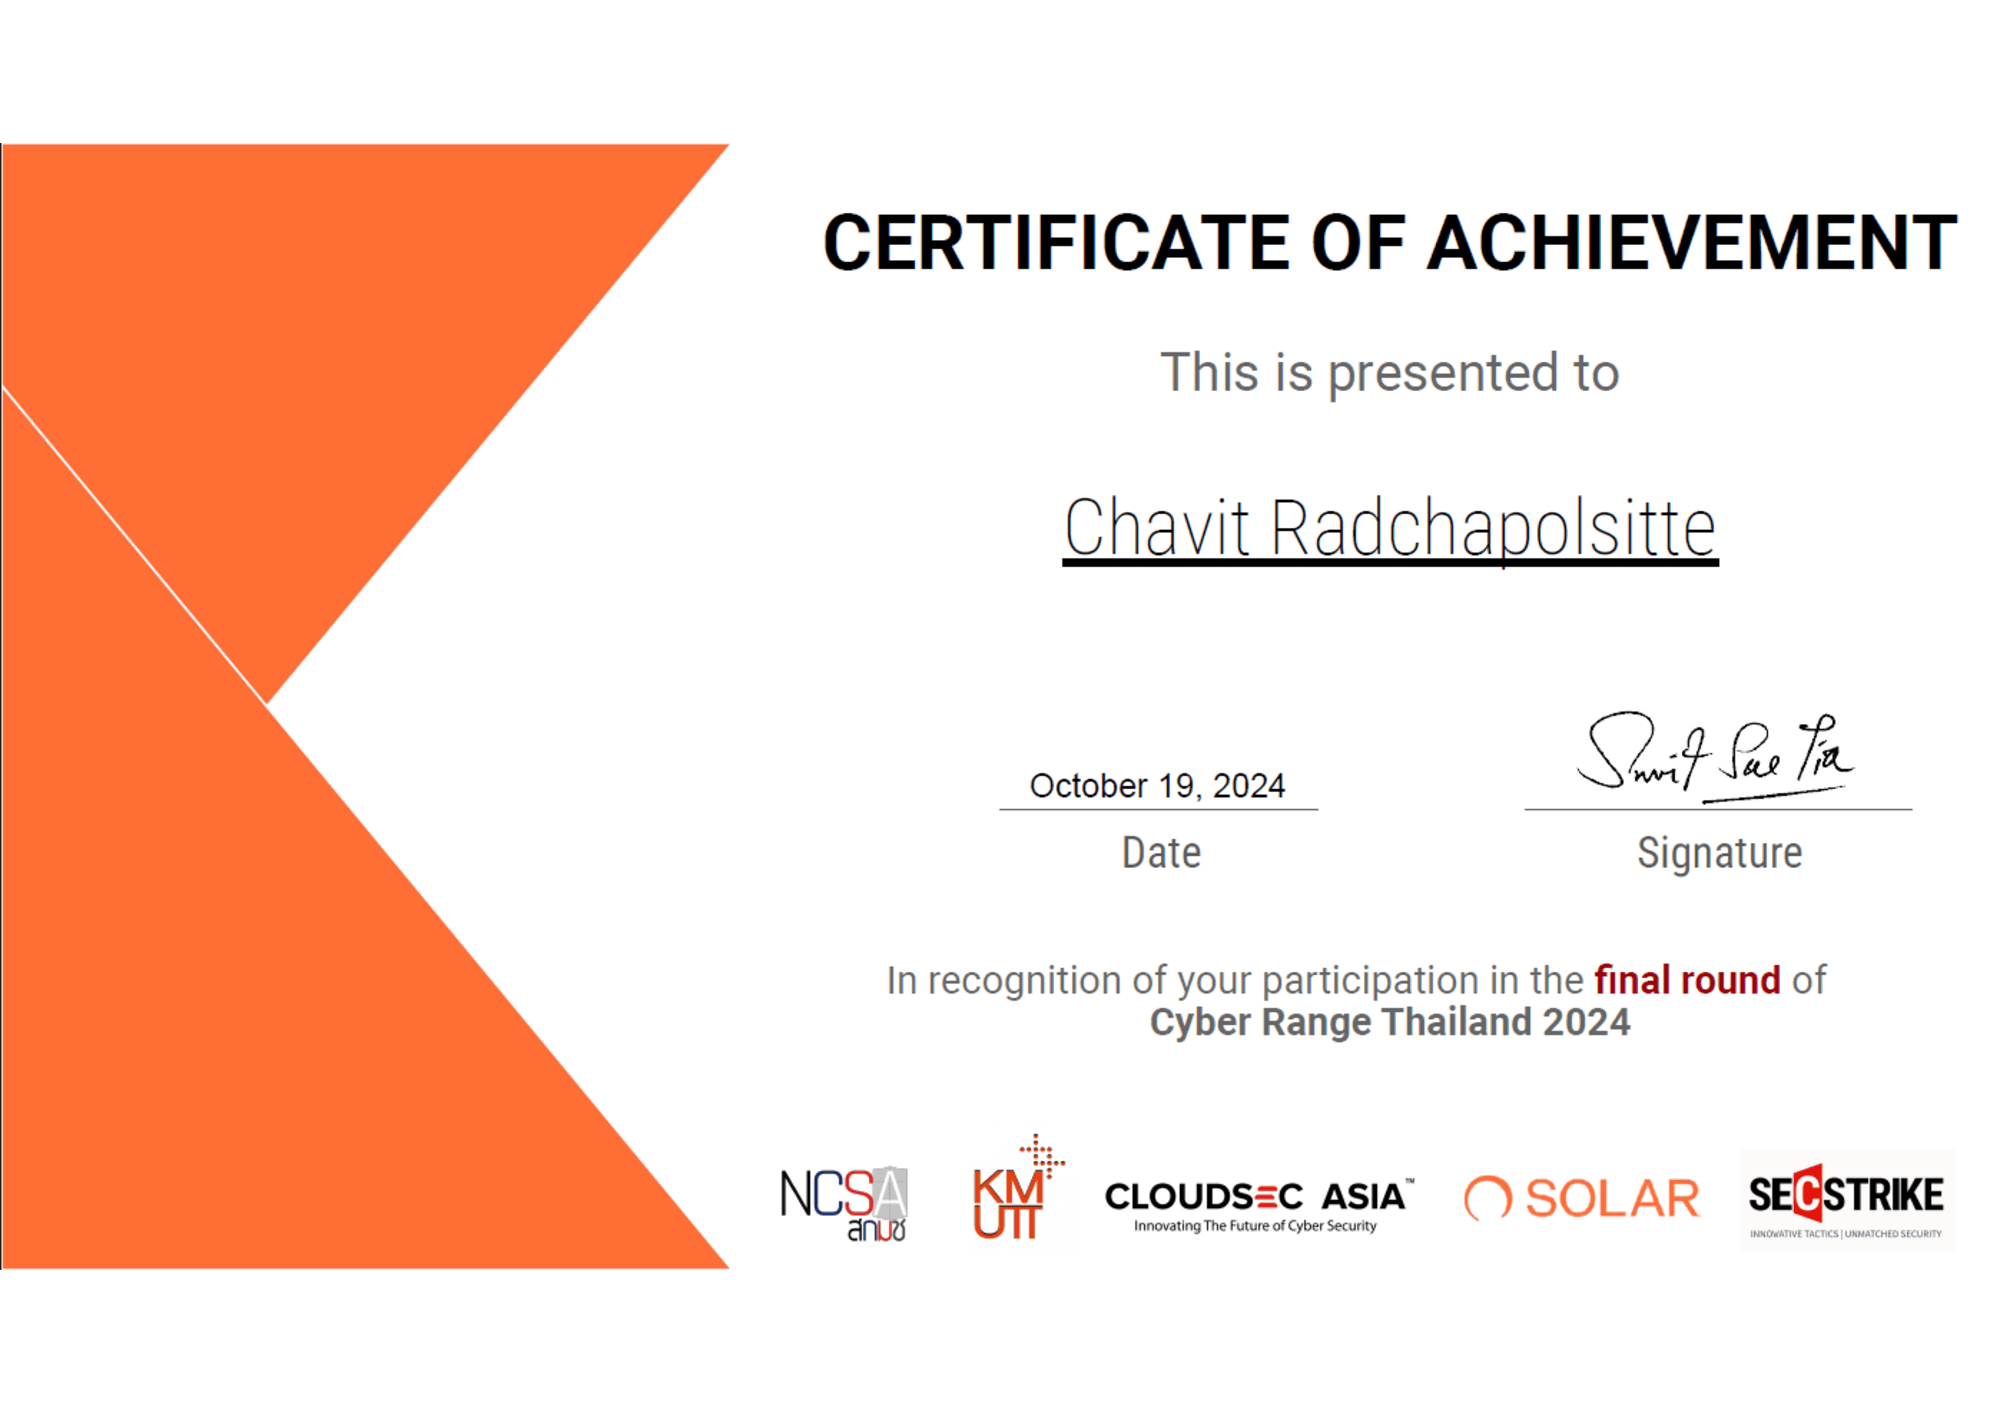 CERTIFICATE OF ACHIEVEMENT
This is presented to
Chavit Radchapolsitte
October 19, 2024
Date
Signature
In recognition of your participation in the final round of
Cyber Range Thailand 2024
NCSA
สกมช
KM
UTT
CLOUDSEC ASIA™
Innovating The Future of Cyber Security
SOLAR
SECSTRIKE
INNOVATIVE TACTICS | UNMATCHED SECURITY